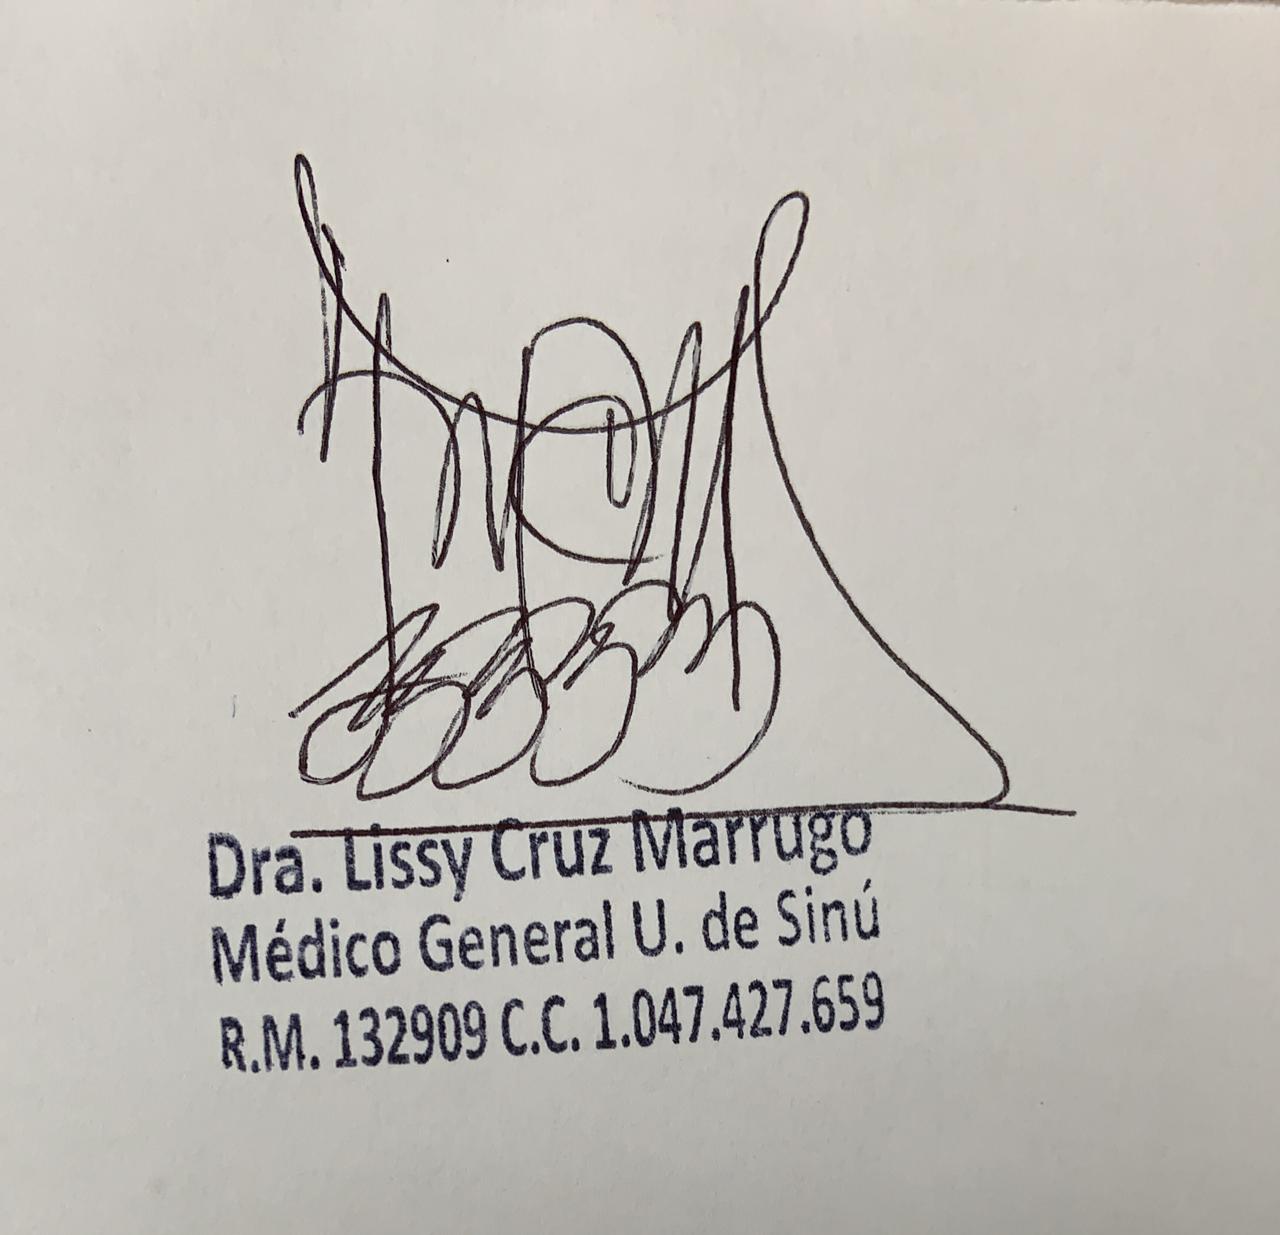 Dra. Lissy Cruz Marrugo
Médico General U. de Sinú
R.M. 132909 C.C. 1.047.427.659